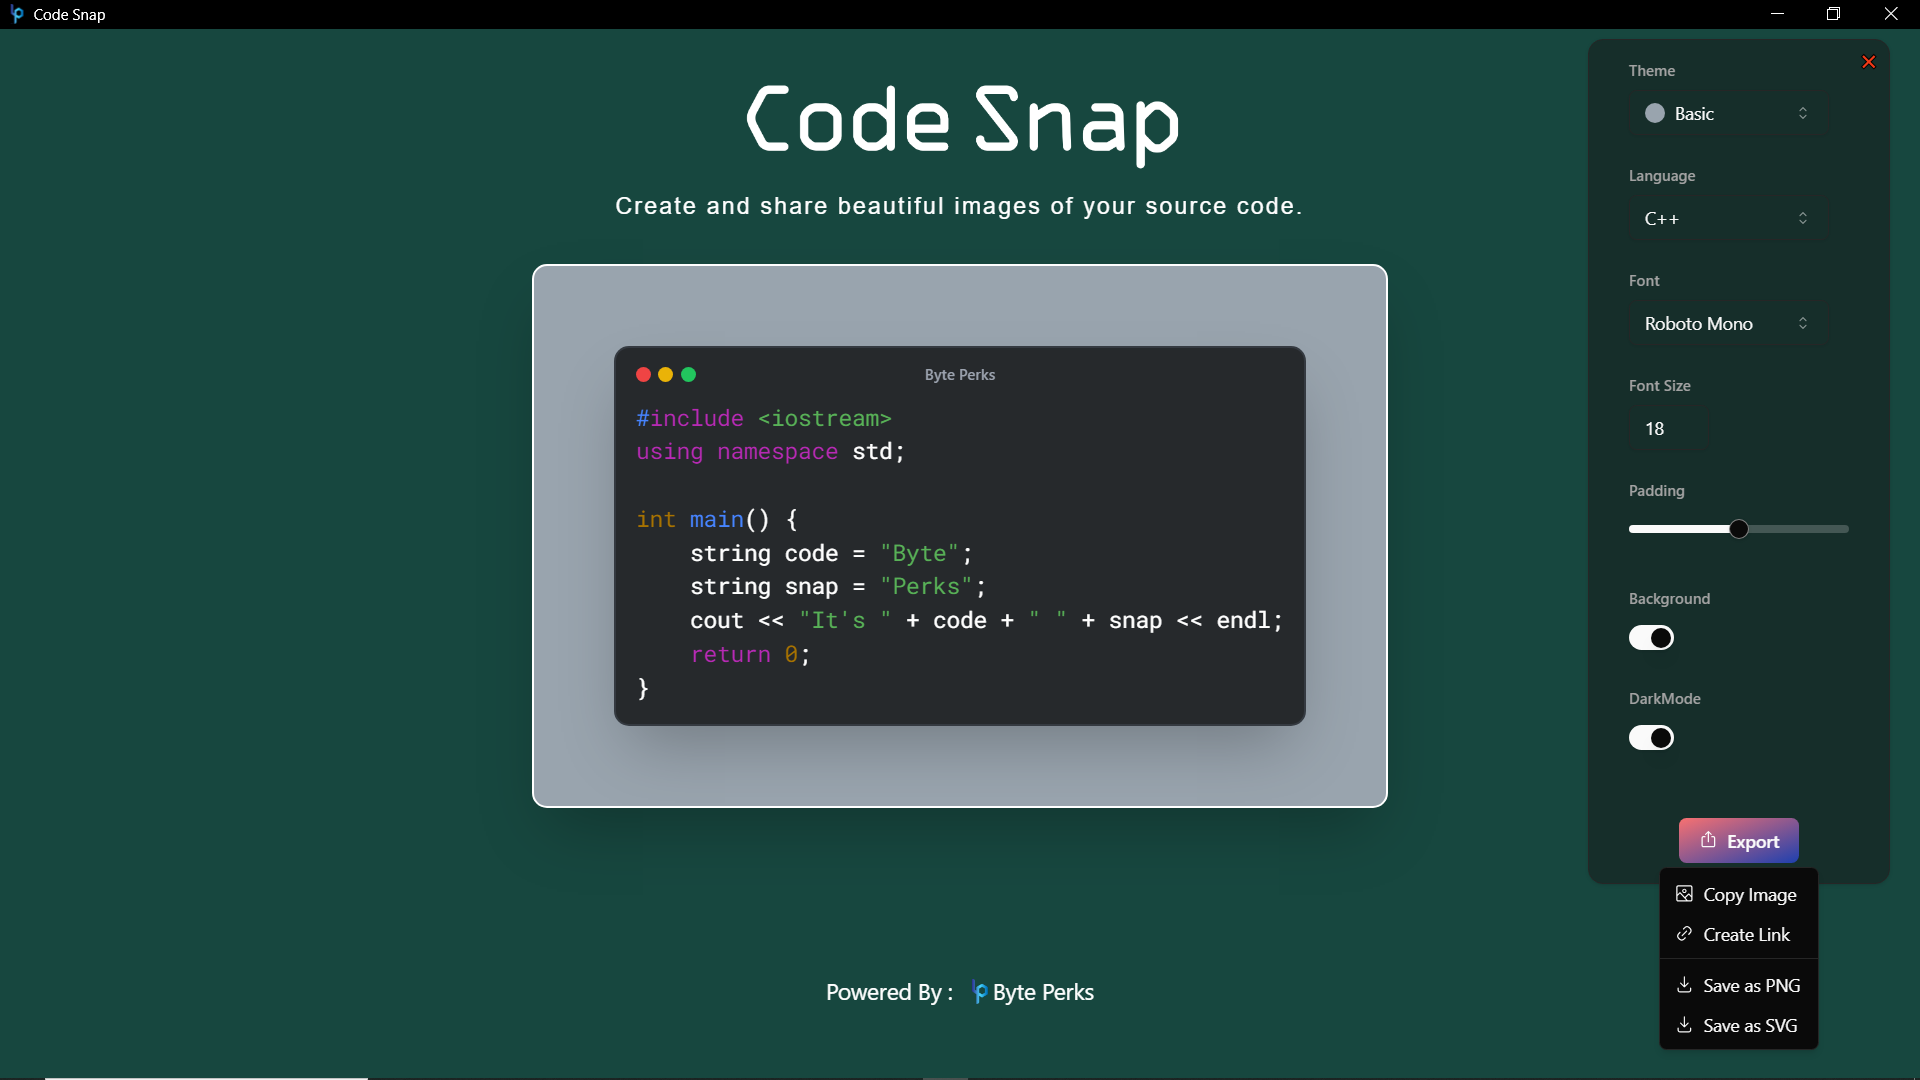 Code Snap
Code Snap
Create and share beautiful images of your source code.
Byte Perks
#include <iostream>
using namespace std;
int main() {
    string code = "Byte";
    string snap = "Perks";
    cout << "It's " + code + " " + snap << endl;
    return 0;
}
Powered By : Byte Perks
Theme
Basic
Language
C++
Font
Roboto Mono
Font Size
18
Padding
Background
DarkMode
Export
Copy Image
Create Link
Save as PNG
Save as SVG